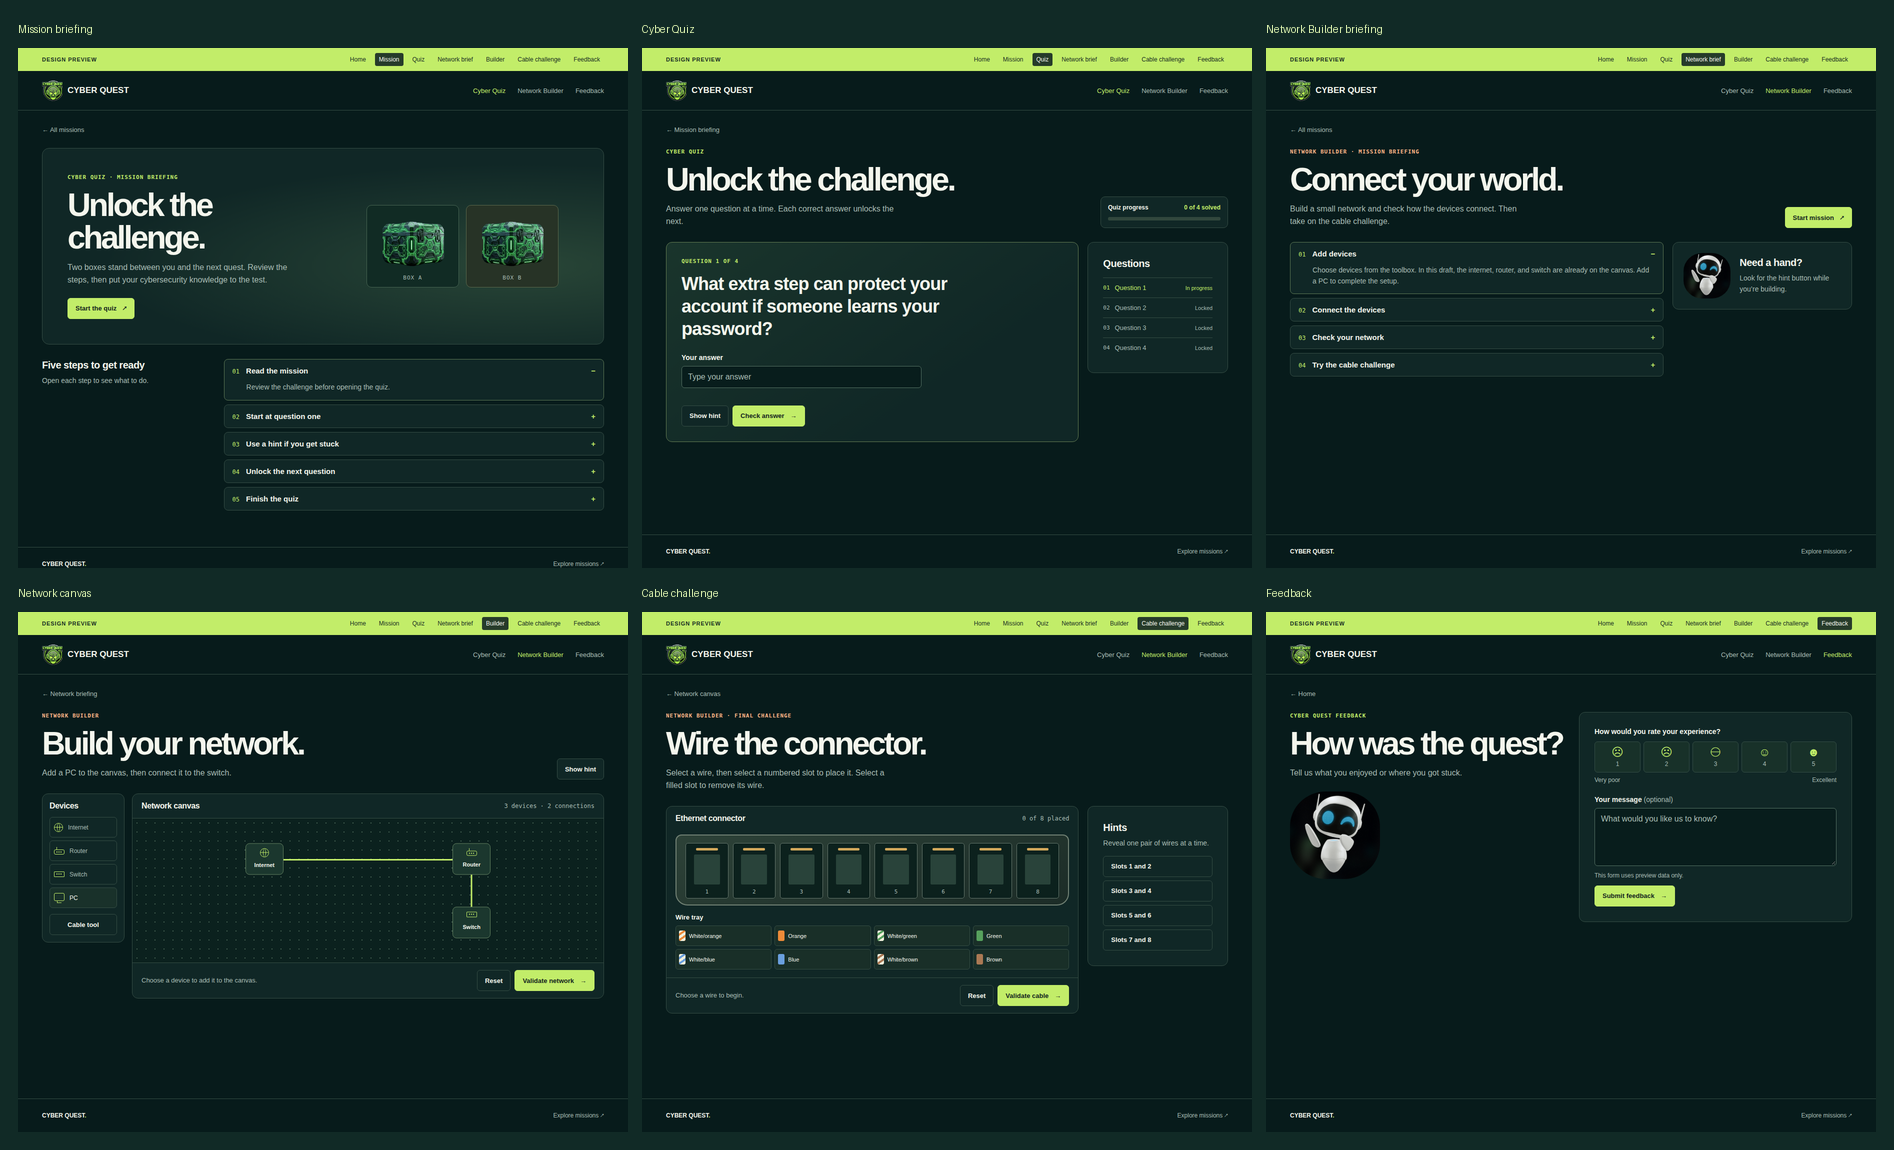 Mission briefing
DESIGN PREVIEW
Home Mission Quiz Network brief Builder Cable challenge Feedback
CYBER QUEST
Cyber Quiz Network Builder Feedback
← All missions
CYBER QUIZ · MISSION BRIEFING
Unlock the
challenge.
Two boxes stand between you and the next quest. Review the
steps, then put your cybersecurity knowledge to the test.
Start the quiz ↗
BOX A
BOX B
Five steps to get ready
Open each step to see what to do.
01 Read the mission −
Review the challenge before opening the quiz.
02 Start at question one +
03 Use a hint if you get stuck +
04 Unlock the next question +
05 Finish the quiz +
CYBER QUEST.
Explore missions ↗
Cyber Quiz
DESIGN PREVIEW
Home Mission Quiz Network brief Builder Cable challenge Feedback
CYBER QUEST
Cyber Quiz Network Builder Feedback
← Mission briefing
CYBER QUIZ
Unlock the challenge.
Answer one question at a time. Each correct answer unlocks the
next.
Quiz progress 0 of 4 solved
QUESTION 1 OF 4
What extra step can protect your
account if someone learns your
password?
Your answer
Type your answer
Show hint
Check answer →
Questions
01 Question 1 In progress
02 Question 2 Locked
03 Question 3 Locked
04 Question 4 Locked
CYBER QUEST.
Explore missions ↗
Network Builder briefing
DESIGN PREVIEW
Home Mission Quiz Network brief Builder Cable challenge Feedback
CYBER QUEST
Cyber Quiz Network Builder Feedback
← All missions
NETWORK BUILDER · MISSION BRIEFING
Connect your world.
Build a small network and check how the devices connect. Then
take on the cable challenge.
Start mission ↗
01 Add devices −
Choose devices from the toolbox. In this draft, the internet, router, and switch are already on the canvas. Add
a PC to complete the setup.
02 Connect the devices +
03 Check your network +
04 Try the cable challenge +
Need a hand?
Look for the hint button while
you're building.
CYBER QUEST.
Explore missions ↗
Network canvas
DESIGN PREVIEW
Home Mission Quiz Network brief Builder Cable challenge Feedback
CYBER QUEST
Cyber Quiz Network Builder Feedback
← Network briefing
NETWORK BUILDER
Build your network.
Add a PC to the canvas, then connect it to the switch.
Show hint
Devices
Internet
Router
Switch
PC
Cable tool
Network canvas
3 devices · 2 connections
Internet
Router
Switch
Choose a device to add it to the canvas.
Reset
Validate network →
CYBER QUEST.
Explore missions ↗
Cable challenge
DESIGN PREVIEW
Home Mission Quiz Network brief Builder Cable challenge Feedback
CYBER QUEST
Cyber Quiz Network Builder Feedback
← Network canvas
NETWORK BUILDER · FINAL CHALLENGE
Wire the connector.
Select a wire, then select a numbered slot to place it. Select a
filled slot to remove its wire.
Ethernet connector
0 of 8 placed
1 2 3 4 5 6 7 8
Wire tray
White/orange Orange White/green Green
White/blue Blue White/brown Brown
Choose a wire to begin.
Reset
Validate cable →
Hints
Reveal one pair of wires at a time.
Slots 1 and 2
Slots 3 and 4
Slots 5 and 6
Slots 7 and 8
CYBER QUEST.
Explore missions ↗
Feedback
DESIGN PREVIEW
Home Mission Quiz Network brief Builder Cable challenge Feedback
CYBER QUEST
Cyber Quiz Network Builder Feedback
← Home
CYBER QUEST FEEDBACK
How was the quest?
Tell us what you enjoyed or where you got stuck.
How would you rate your experience?
1 2 3 4 5
Very poor Excellent
Your message (optional)
What would you like us to know?
This form uses preview data only.
Submit feedback →
CYBER QUEST.
Explore missions ↗